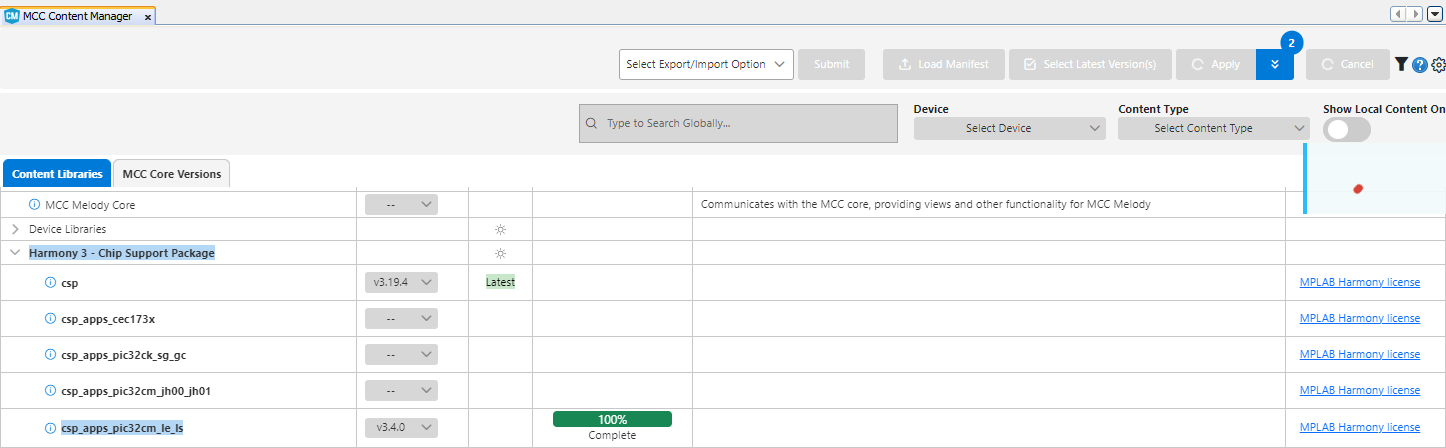 MCC Content Manager
2
Select Export/Import Option Submit Load Manifest Select Latest Version(s) Apply Cancel
Device Content Type Show Local Content On
Type to Search Globally... Select Device Select Content Type
Content Libraries MCC Core Versions
MCC Melody Core -- Communicates with the MCC core, providing views and other functionality for MCC Melody
Device Libraries
Harmony 3 - Chip Support Package
csp v3.19.4 Latest MPLAB Harmony license
csp_apps_cec173x -- MPLAB Harmony license
csp_apps_pic32ck_sg_gc -- MPLAB Harmony license
csp_apps_pic32cm_jh00_jh01 -- MPLAB Harmony license
csp_apps_pic32cm_le_ls v3.4.0 100% MPLAB Harmony license
Complete